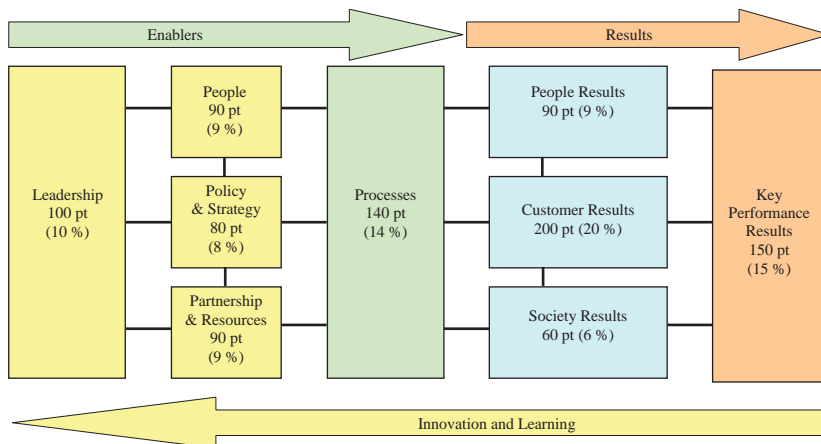 Enablers
Results
Leadership
100 pt
(10 %)
People
90 pt
(9 %)
Policy
& Strategy
80 pt
(8 %)
Partnership
& Resources
90 pt
(9 %)
Processes
140 pt
(14 %)
People Results
90 pt (9 %)
Customer Results
200 pt (20 %)
Society Results
60 pt (6 %)
Key
Performance
Results
150 pt
(15 %)
Innovation and Learning